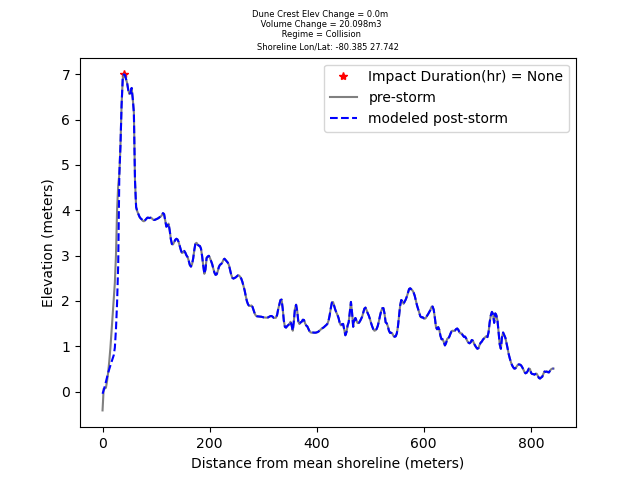 Dune Crest Elev Change = 0.0m
Volume Change = 20.098m3
Regime = Collision
Shoreline Lon/Lat: -80.385 27.742
Impact Duration(hr) = None
pre-storm
modeled post-storm
Elevation (meters)
7
6
5
4
3
2
1
0
0 200 400 600 800
Distance from mean shoreline (meters)